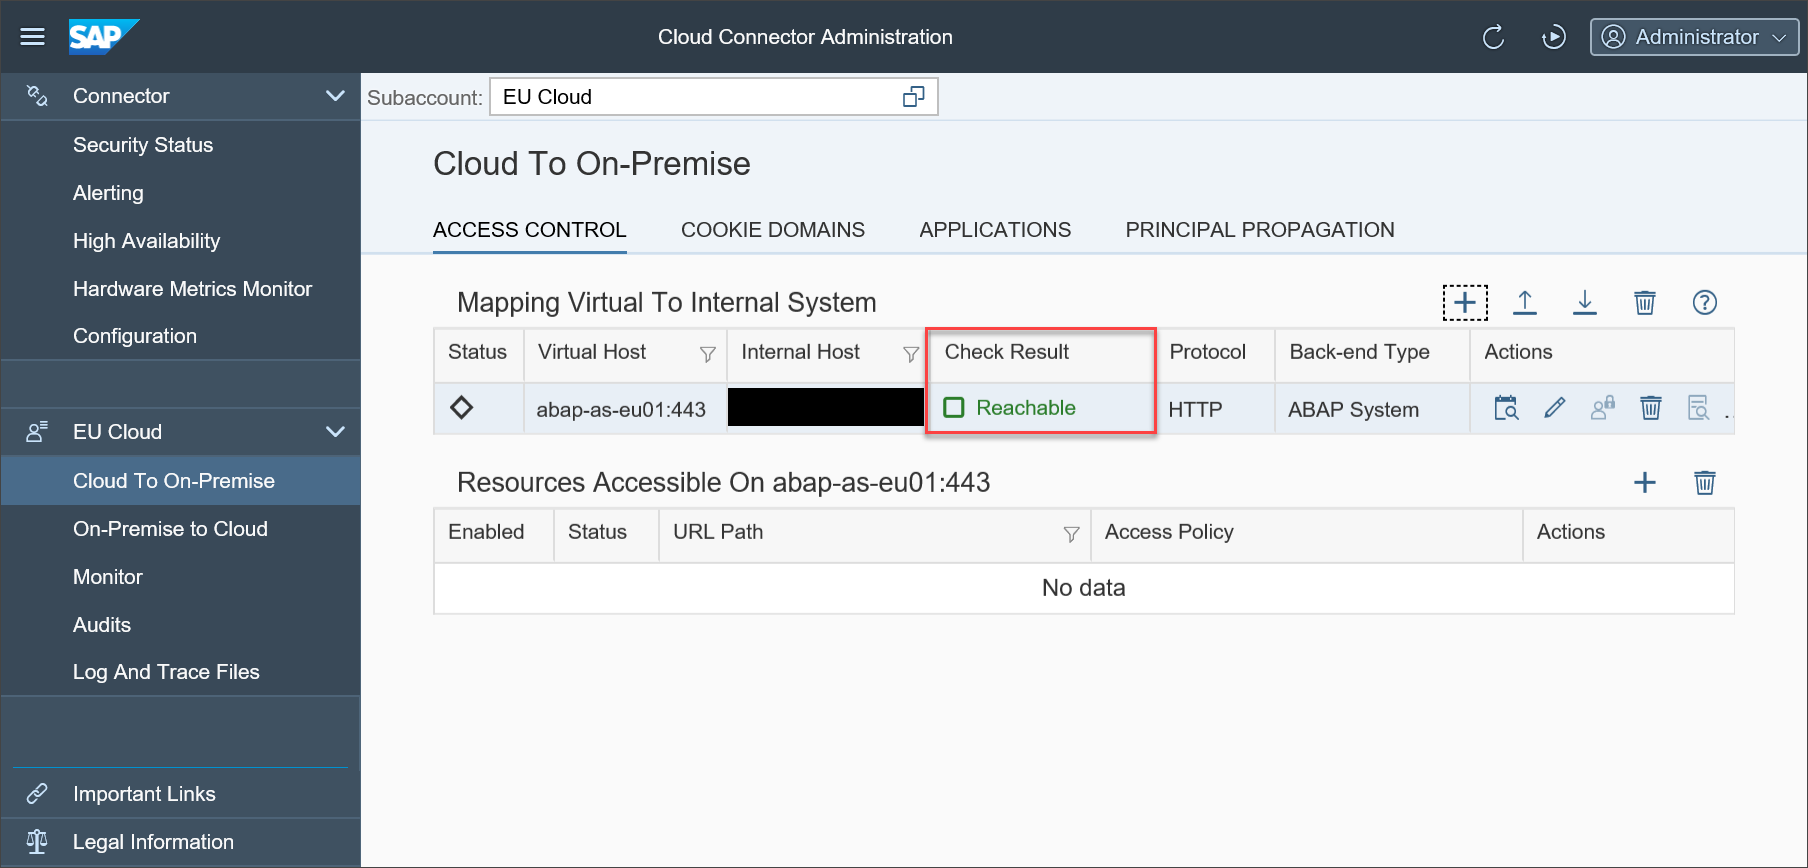 SAP
Cloud Connector Administration
Administrator
Connector
Security Status
Alerting
High Availability
Hardware Metrics Monitor
Configuration
EU Cloud
Cloud To On-Premise
On-Premise to Cloud
Monitor
Audits
Log And Trace Files
Important Links
Legal Information
Subaccount: EU Cloud
Cloud To On-Premise
ACCESS CONTROL COOKIE DOMAINS APPLICATIONS PRINCIPAL PROPAGATION
Mapping Virtual To Internal System
Status Virtual Host Internal Host Check Result Protocol Back-end Type Actions
abap-as-eu01:443 Reachable HTTP ABAP System
Resources Accessible On abap-as-eu01:443
Enabled Status URL Path Access Policy Actions
No data